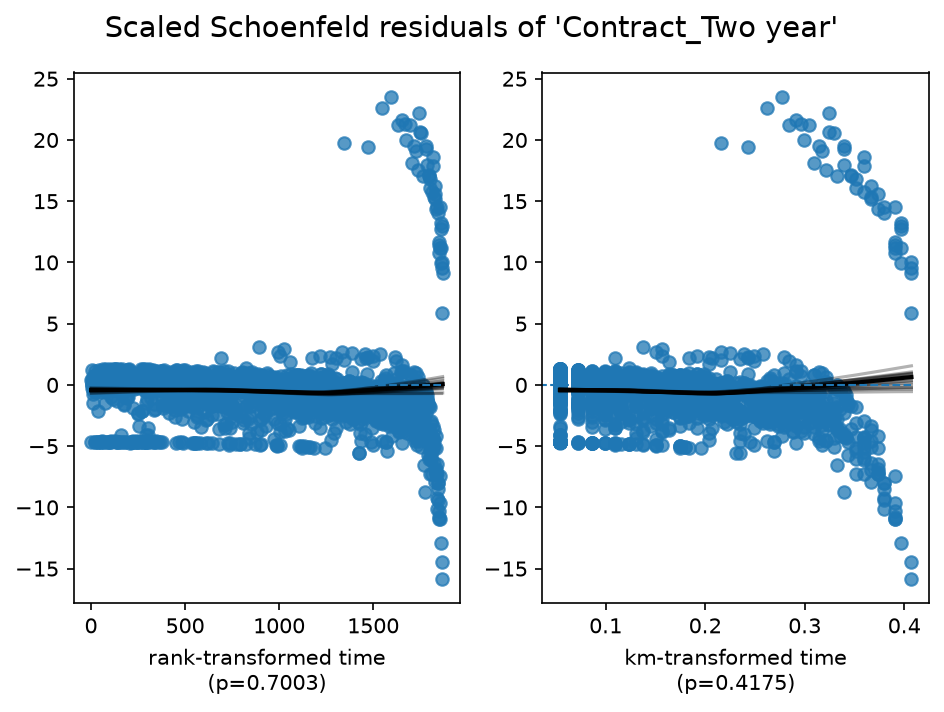 Scaled Schoenfeld residuals of 'Contract_Two year'
25
20
15
10
5
0
−5
−10
−15
0 500 1000 1500
rank-transformed time
(p=0.7003)
25
20
15
10
5
0
−5
−10
−15
0.1 0.2 0.3 0.4
km-transformed time
(p=0.4175)